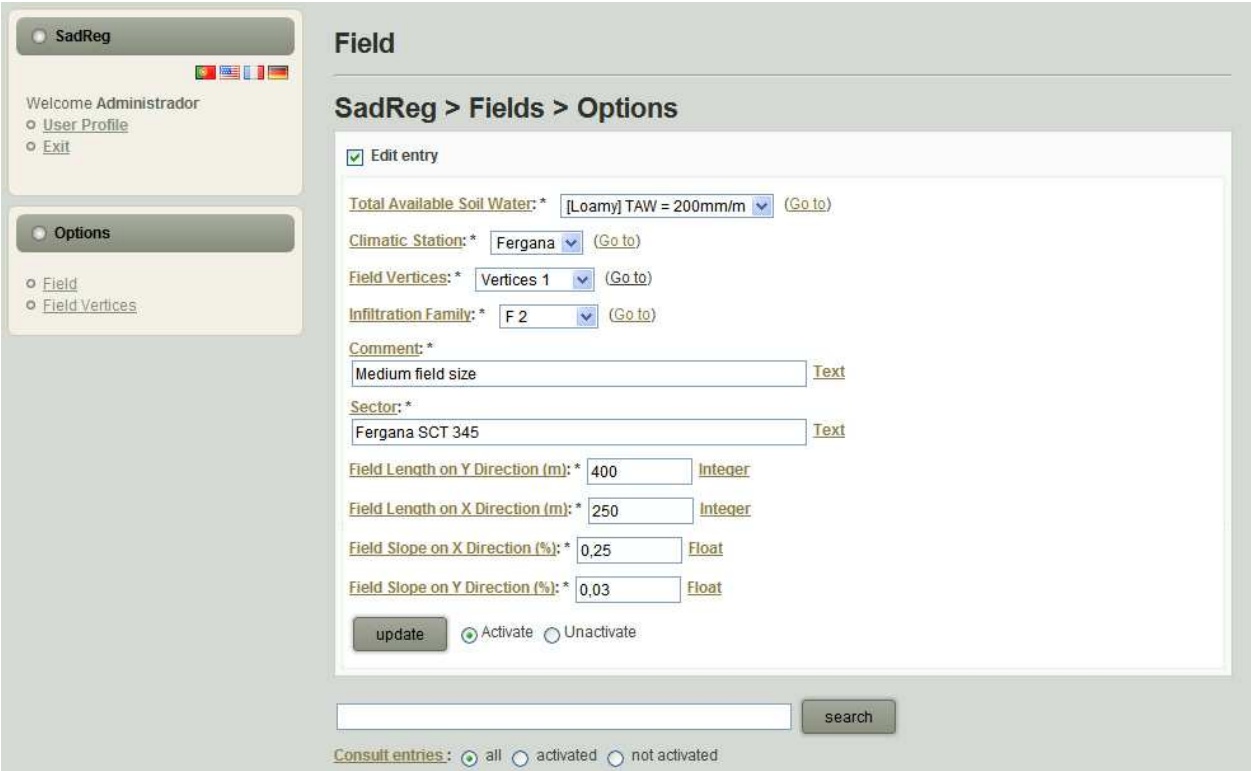 SadReg
Welcome Administrador
User Profile
Exit
Options
Field
Field Vertices
Field
SadReg > Fields > Options
Edit entry
Total Available Soil Water: * [Loamy] TAW = 200mm/m (Go to)
Climatic Station: * Fergana (Go to)
Field Vertices: * Vertices 1 (Go to)
Infiltration Family: * F 2 (Go to)
Comment: *
Medium field size Text
Sector: *
Fergana SCT 345 Text
Field Length on Y Direction (m): * 400 Integer
Field Length on X Direction (m): * 250 Integer
Field Slope on X Direction (%): * 0,25 Float
Field Slope on Y Direction (%): * 0,03 Float
update Activate Unactivate
search
Consult entries : all activated not activated